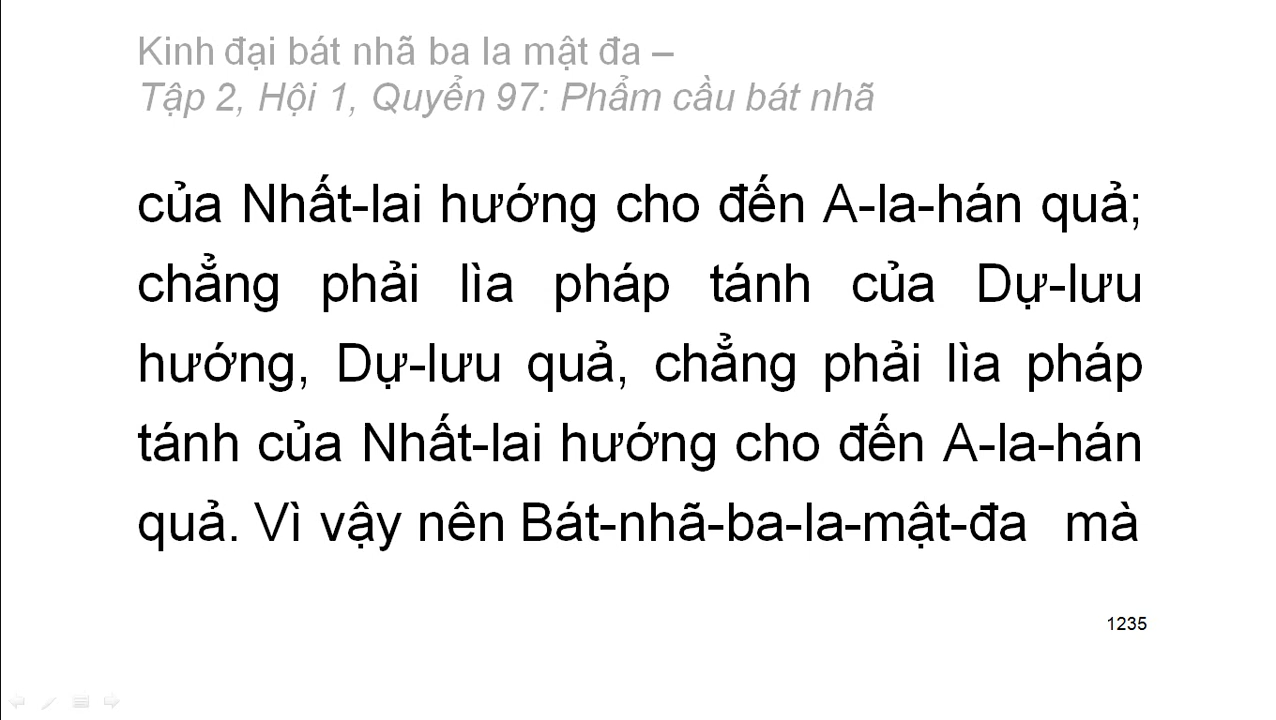 Kinh đại bát nhã ba la mật đa –
Tập 2, Hội 1, Quyển 97: Phẩm cầu bát nhã
của Nhất-lai hướng cho đến A-la-hán quả;
chẳng phải lìa pháp tánh của Dự-lưu
hướng, Dự-lưu quả, chẳng phải lìa pháp
tánh của Nhất-lai hướng cho đến A-la-hán
quả. Vì vậy nên Bát-nhã-ba-la-mật-đa mà
1235